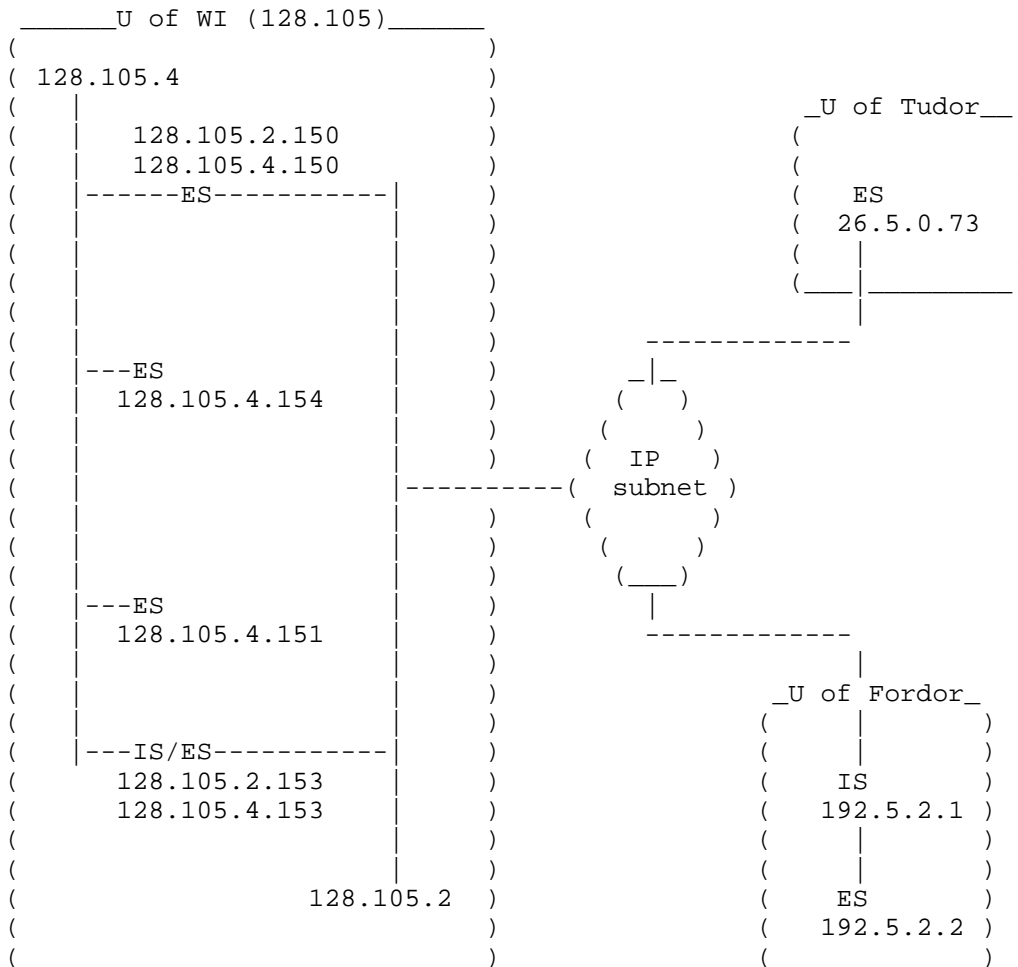 U of WI (128.105)
128.105.4
U of Tudor
128.105.2.150
128.105.4.150
ES ES
26.5.0.73
ES
128.105.4.154
IP
subnet
ES
128.105.4.151
U of Fordor
IS/ES
128.105.2.153 IS
128.105.4.153 192.5.2.1
128.105.2 ES
192.5.2.2